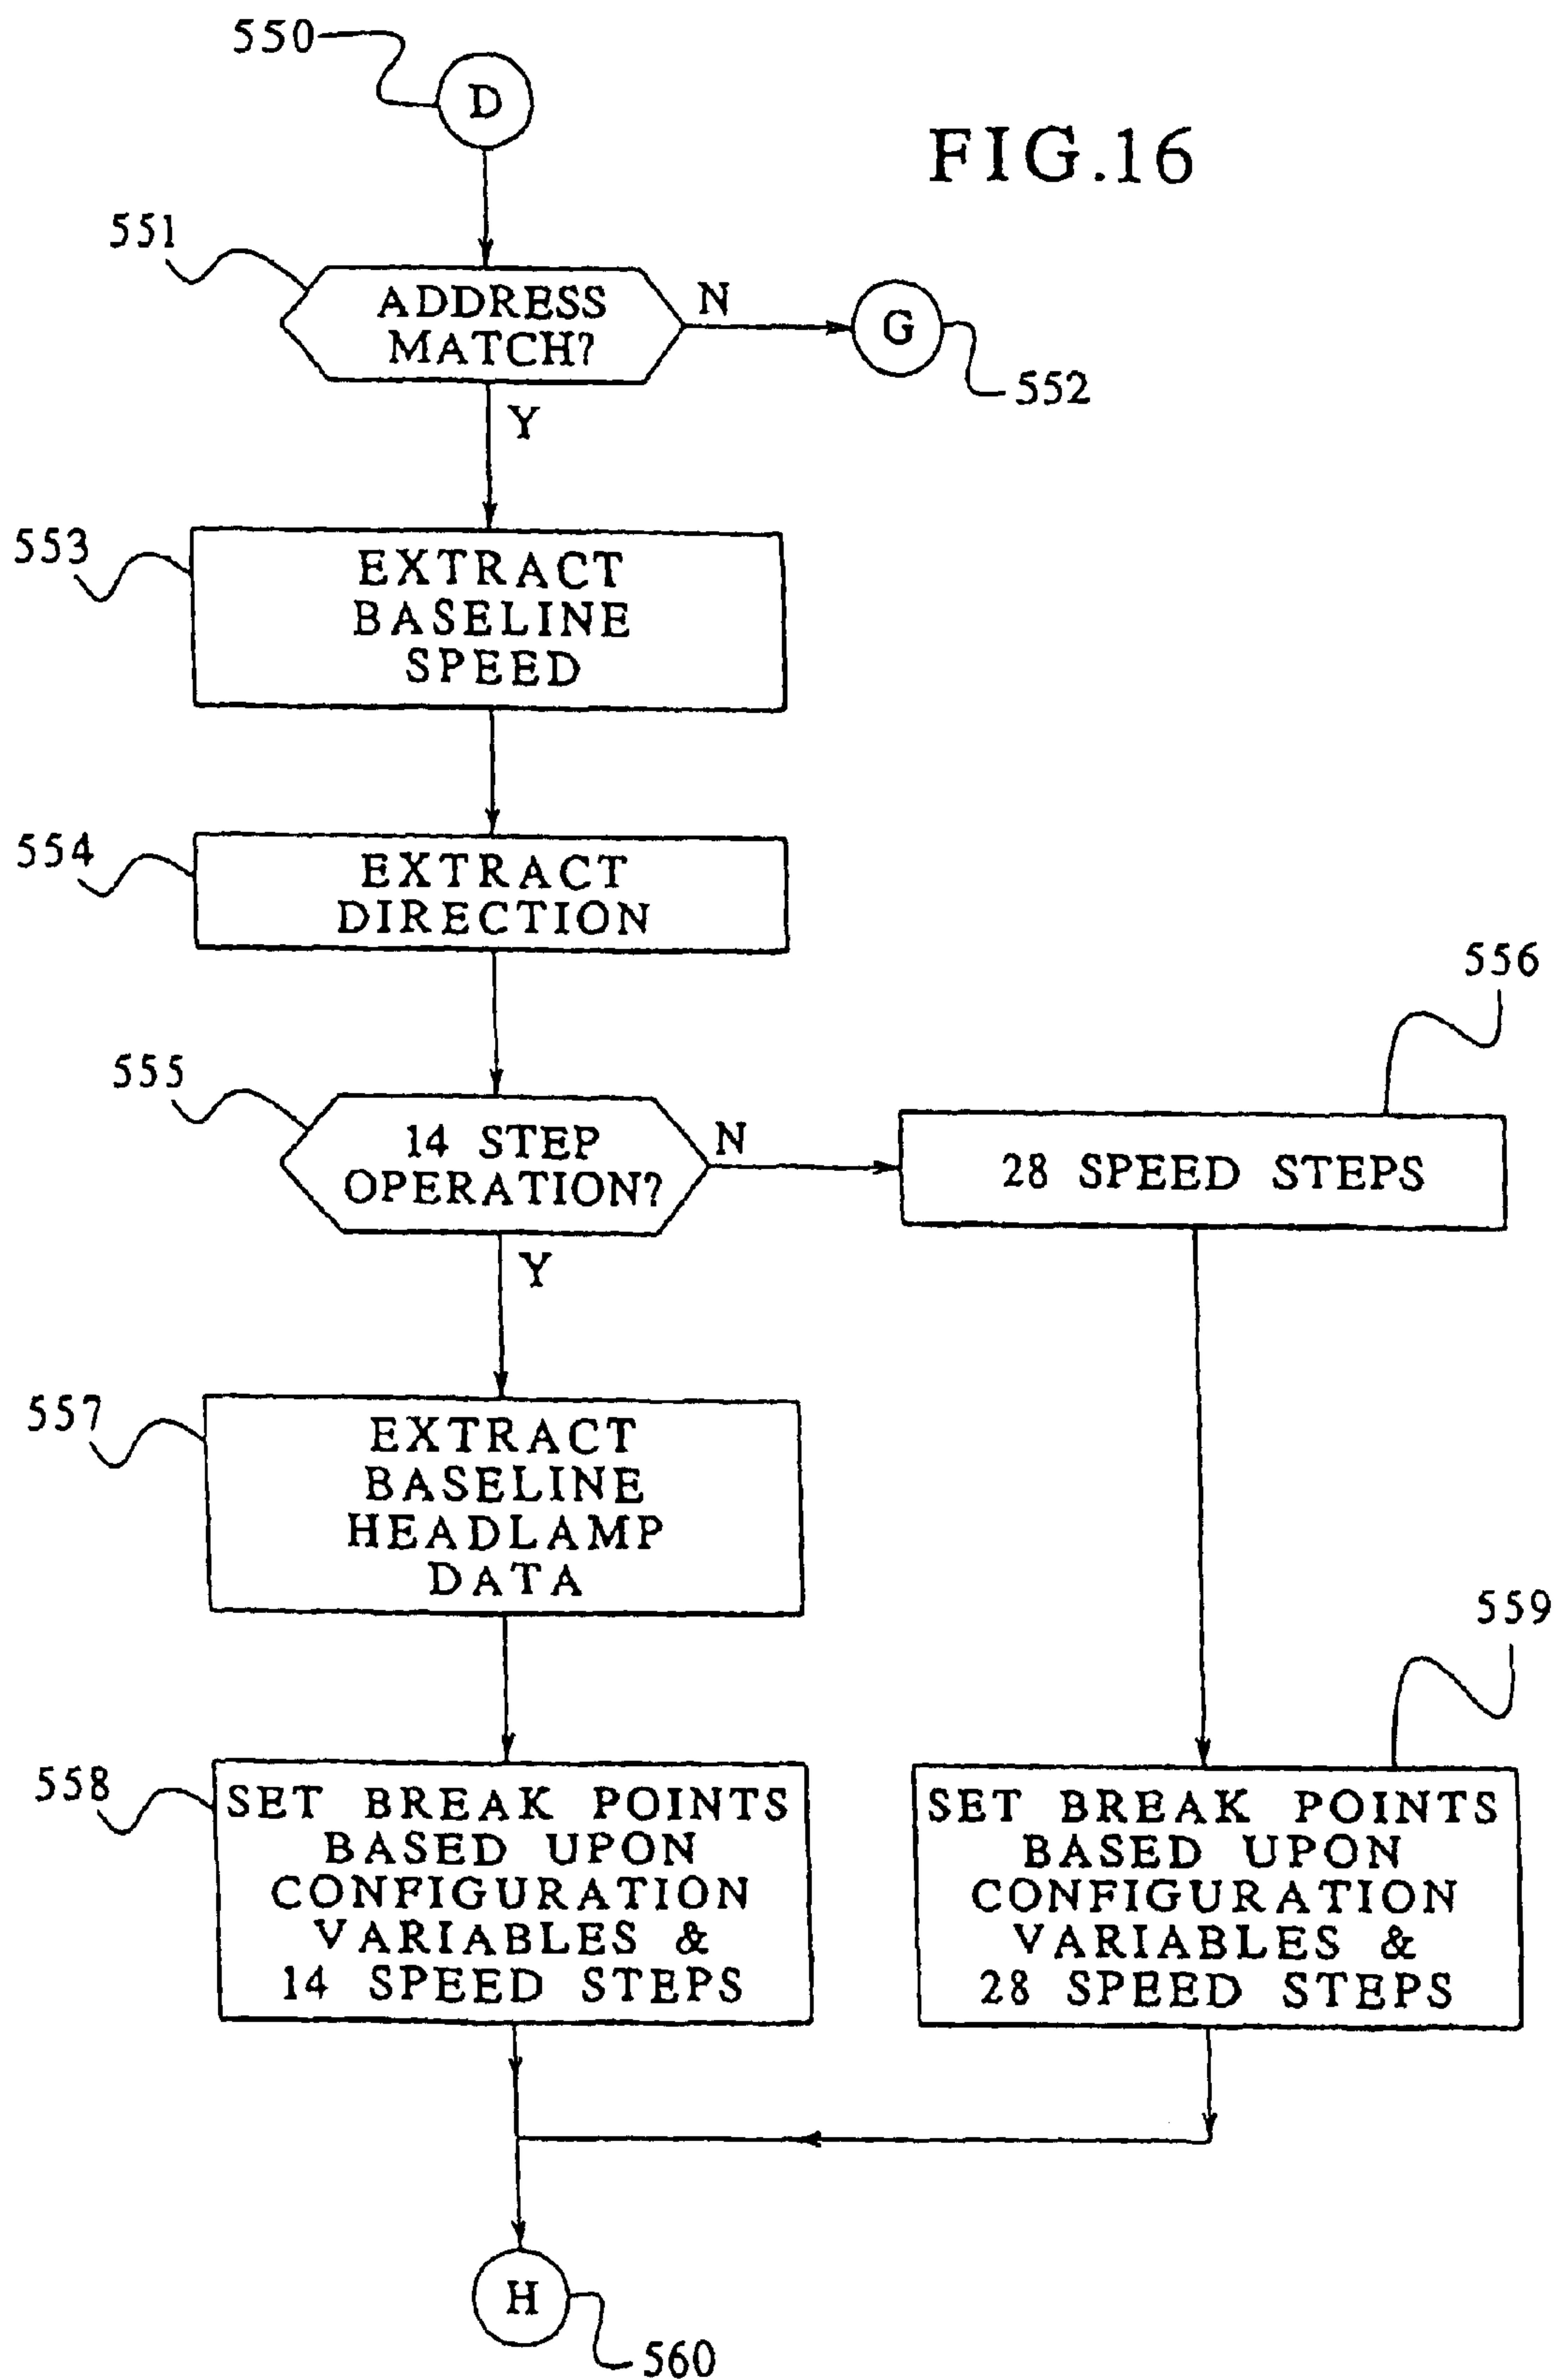 550
D
FIG.16
551
ADDRESS
MATCH?
N
G
552
Y
553
EXTRACT
BASELINE
SPEED
554
EXTRACT
DIRECTION
556
555
14 STEP
OPERATION?
N
28 SPEED STEPS
Y
557
EXTRACT
BASELINE
HEADLAMP
DATA
559
558
SET BREAK POINTS
BASED UPON
CONFIGURATION
VARIABLES &
14 SPEED STEPS
SET BREAK POINTS
BASED UPON
CONFIGURATION
VARIABLES &
28 SPEED STEPS
H
560